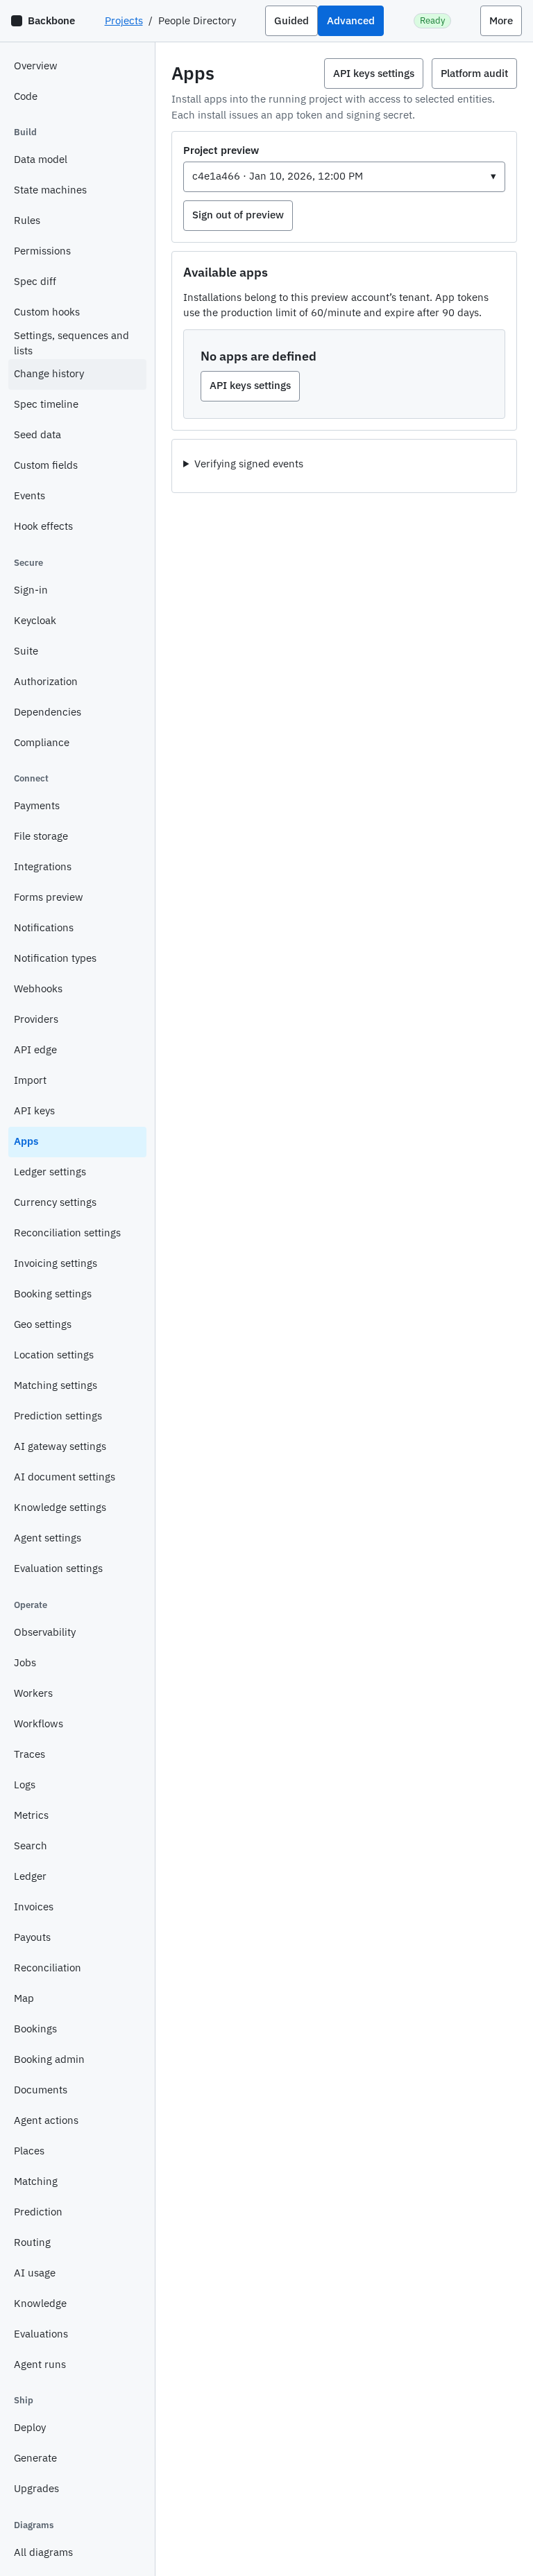 Backbone
Projects / People Directory
Guided
Advanced
Ready
More
Overview
Code
Build
Data model
State machines
Rules
Permissions
Spec diff
Custom hooks
Settings, sequences and
lists
Change history
Spec timeline
Seed data
Custom fields
Events
Hook effects
Secure
Sign-in
Keycloak
Suite
Authorization
Dependencies
Compliance
Connect
Payments
File storage
Integrations
Forms preview
Notifications
Notification types
Webhooks
Providers
API edge
Import
API keys
Apps
Ledger settings
Currency settings
Reconciliation settings
Invoicing settings
Booking settings
Geo settings
Location settings
Matching settings
Prediction settings
AI gateway settings
AI document settings
Knowledge settings
Agent settings
Evaluation settings
Operate
Observability
Jobs
Workers
Workflows
Traces
Logs
Metrics
Search
Ledger
Invoices
Payouts
Reconciliation
Map
Bookings
Booking admin
Documents
Agent actions
Places
Matching
Prediction
Routing
AI usage
Knowledge
Evaluations
Agent runs
Ship
Deploy
Generate
Upgrades
Diagrams
All diagrams
Apps
API keys settings
Platform audit
Install apps into the running project with access to selected entities.
Each install issues an app token and signing secret.
Project preview
c4e1a466 · Jan 10, 2026, 12:00 PM
Sign out of preview
Available apps
Installations belong to this preview account’s tenant. App tokens
use the production limit of 60/minute and expire after 90 days.
No apps are defined
API keys settings
Verifying signed events